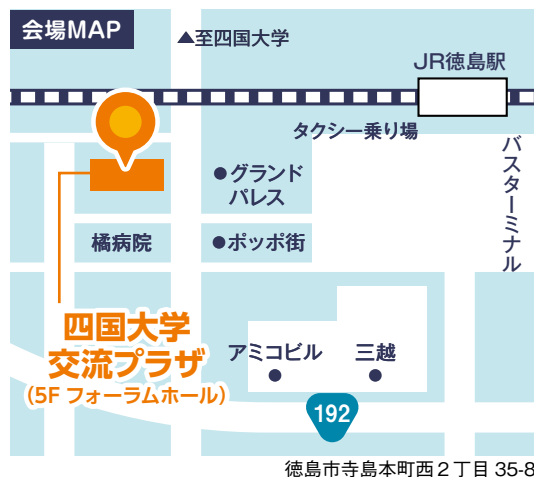 会場MAP
▲至四国大学
JR徳島駅
タクシー乗り場
バスターミナル
●グランド
パレス
橘病院
●ポッポ街
四国大学
交流プラザ
(5F フォーラムホール)
アミコビル
三越
192
徳島市寺島本町西2丁目 35-8